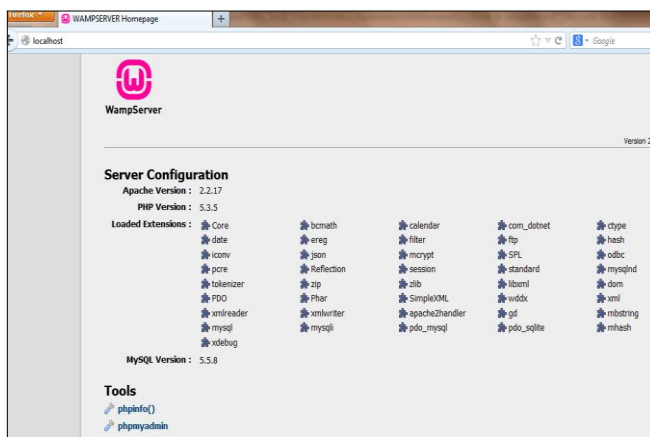 Firefox
WAMPSERVER Homepage
localhost
Google
WampServer
Version 2
Server Configuration
Apache Version : 2.2.17
PHP Version : 5.3.5
Loaded Extensions : Core bcmath calendar com_dotnet ctype
date ereg filter ftp hash
iconv json mcrypt SPL odbc
pcre Reflection session standard mysqlnd
tokenizer zip zlib libxml dom
PDO Phar SimpleXML wddx xml
xmlreader xmlwriter apache2handler gd mbstring
mysql mysqli pdo_mysql pdo_sqlite mhash
xdebug
MySQL Version : 5.5.8
Tools
phpinfo()
phpmyadmin